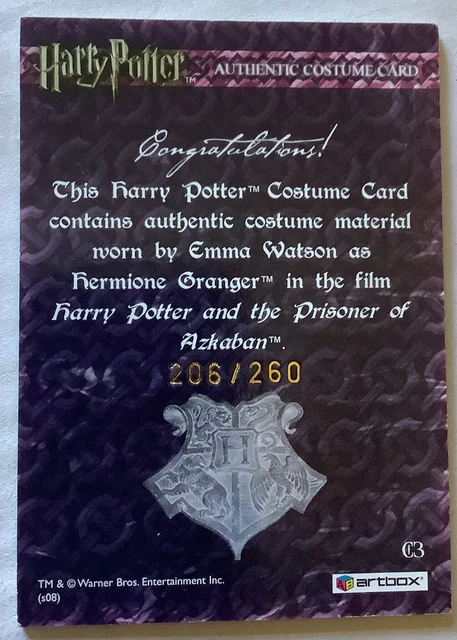 Harry Potter™ AUTHENTIC COSTUME CARD
Congratulations!
This Harry Potter™ Costume Card
contains authentic costume material
worn by Emma Watson as
Hermione Granger™ in the film
Harry Potter and the Prisoner of
Azkaban™.
206/260
H
C3
TM & © Warner Bros. Entertainment Inc.
(s08)
AB artbox®